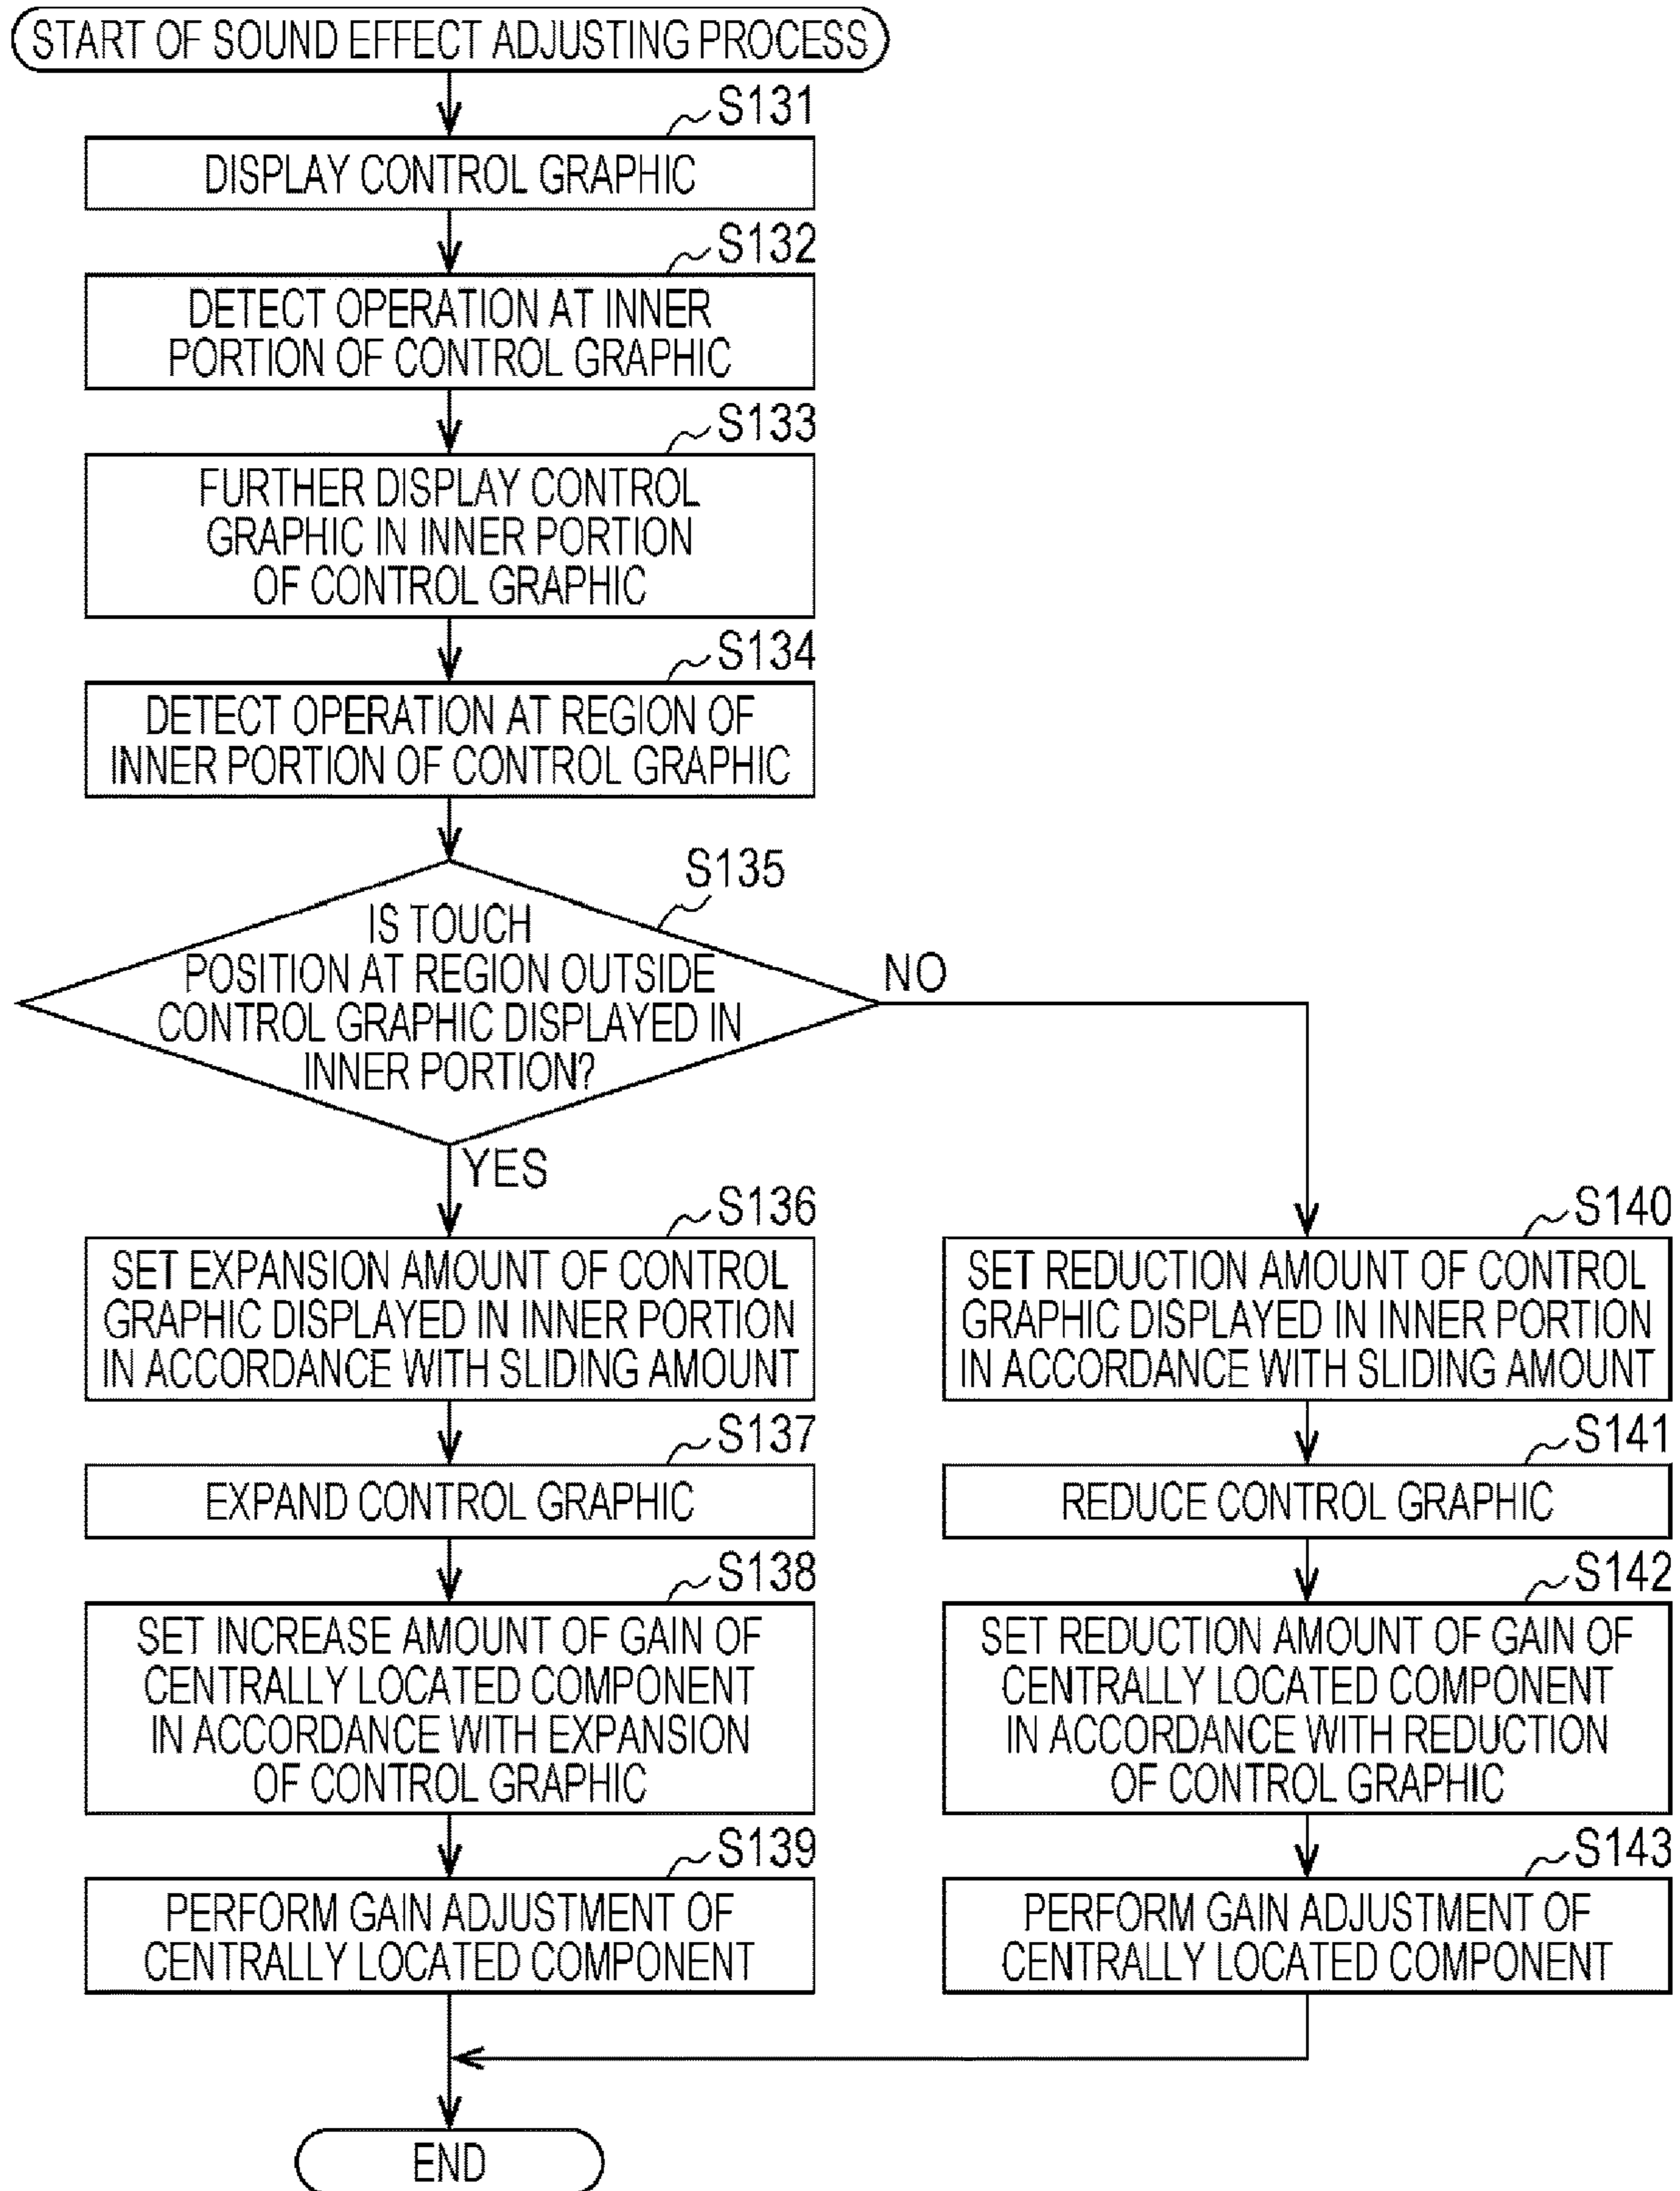 START OF SOUND EFFECT ADJUSTING PROCESS
S131
DISPLAY CONTROL GRAPHIC
S132
DETECT OPERATION AT INNER
PORTION OF CONTROL GRAPHIC
S133
FURTHER DISPLAY CONTROL
GRAPHIC IN INNER PORTION
OF CONTROL GRAPHIC
S134
DETECT OPERATION AT REGION OF
INNER PORTION OF CONTROL GRAPHIC
S135
IS TOUCH
POSITION AT REGION OUTSIDE
CONTROL GRAPHIC DISPLAYED IN
INNER PORTION?
NO
YES
S136
SET EXPANSION AMOUNT OF CONTROL
GRAPHIC DISPLAYED IN INNER PORTION
IN ACCORDANCE WITH SLIDING AMOUNT
S137
EXPAND CONTROL GRAPHIC
S138
SET INCREASE AMOUNT OF GAIN OF
CENTRALLY LOCATED COMPONENT
IN ACCORDANCE WITH EXPANSION
OF CONTROL GRAPHIC
S139
PERFORM GAIN ADJUSTMENT OF
CENTRALLY LOCATED COMPONENT
S140
SET REDUCTION AMOUNT OF CONTROL
GRAPHIC DISPLAYED IN INNER PORTION
IN ACCORDANCE WITH SLIDING AMOUNT
S141
REDUCE CONTROL GRAPHIC
S142
SET REDUCTION AMOUNT OF GAIN OF
CENTRALLY LOCATED COMPONENT
IN ACCORDANCE WITH REDUCTION
OF CONTROL GRAPHIC
S143
PERFORM GAIN ADJUSTMENT OF
CENTRALLY LOCATED COMPONENT
END